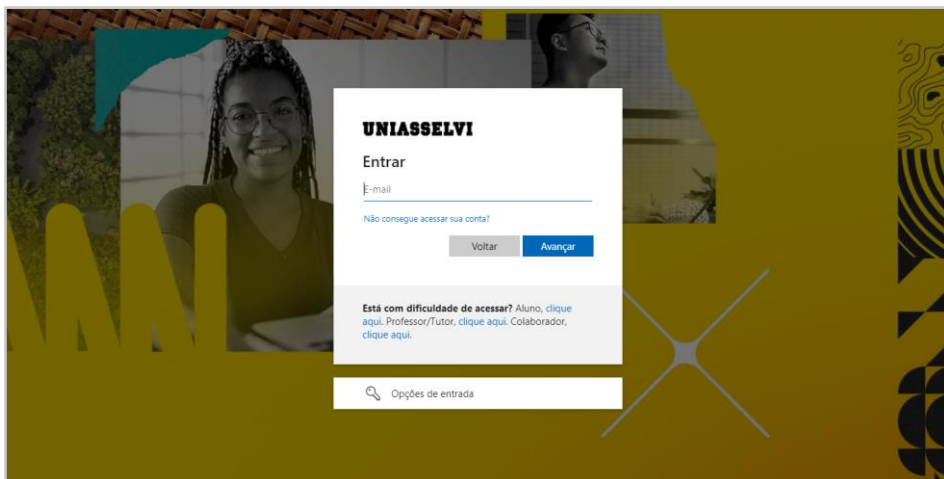 UNIASSELVI
Entrar
E-mail
Não consegue acessar sua conta?
Voltar
Avançar
Está com dificuldade de acessar? Aluno, clique
aqui. Professor/Tutor, clique aqui. Colaborador,
clique aqui.
Opções de entrada